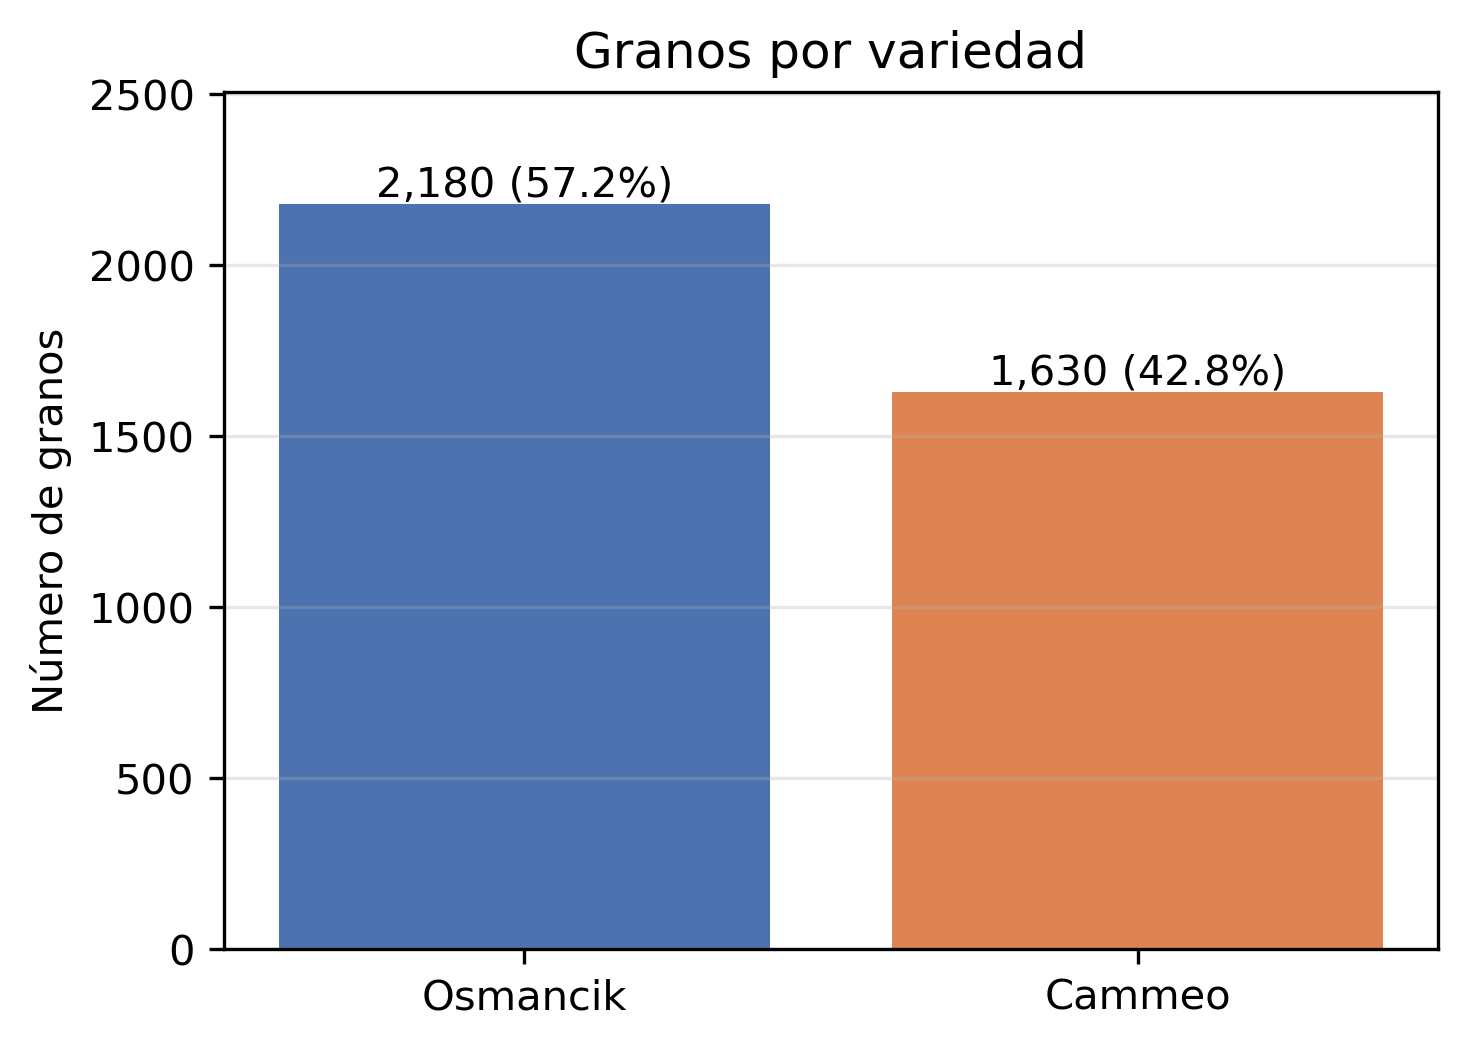 Granos por variedad
2500
2,180 (57.2%)
2000
1,630 (42.8%)
1500
1000
500
0
Número de granos
Osmancik
Cammeo